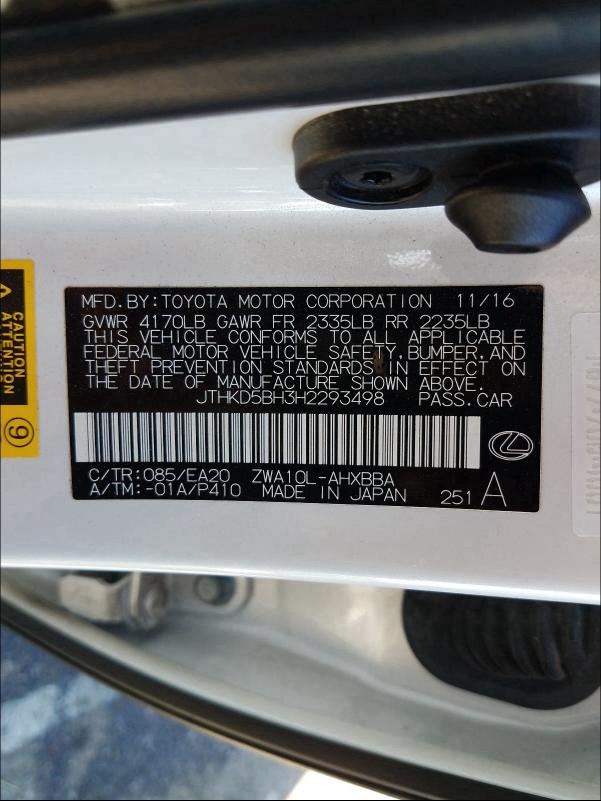 MFD.BY:TOYOTA MOTOR CORPORATION 11/16
GVWR 4170LB GAWR FR 2335LB RR 2235LB
THIS VEHICLE CONFORMS TO ALL APPLICABLE
FEDERAL MOTOR VEHICLE SAFETY,BUMPER,AND
THEFT PREVENTION STANDARDS IN EFFECT ON
THE DATE OF MANUFACTURE SHOWN ABOVE.
JTHKD5BH3H2293498 PASS.CAR
C/TR:085/EA20 ZWA10L-AHXBBA
A/TM:-01A/P410 MADE IN JAPAN 251 A
CAUTION
ATTENTION
9